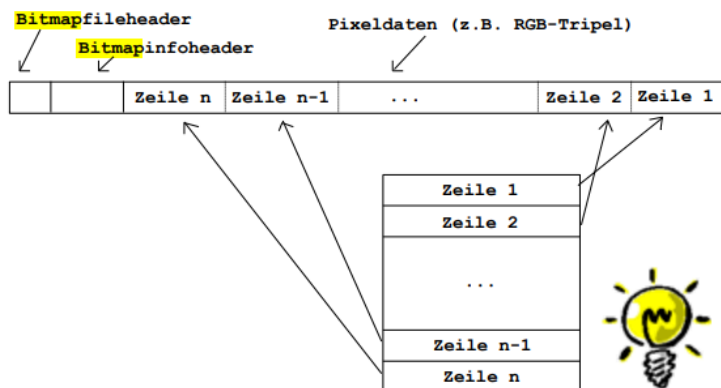 Bitmapfileheader
Bitmapinfoheader
Pixeldaten (z.B. RGB-Tripel)
Zeile n Zeile n-1 ... Zeile 2 Zeile 1
Zeile 1
Zeile 2
...
Zeile n-1
Zeile n